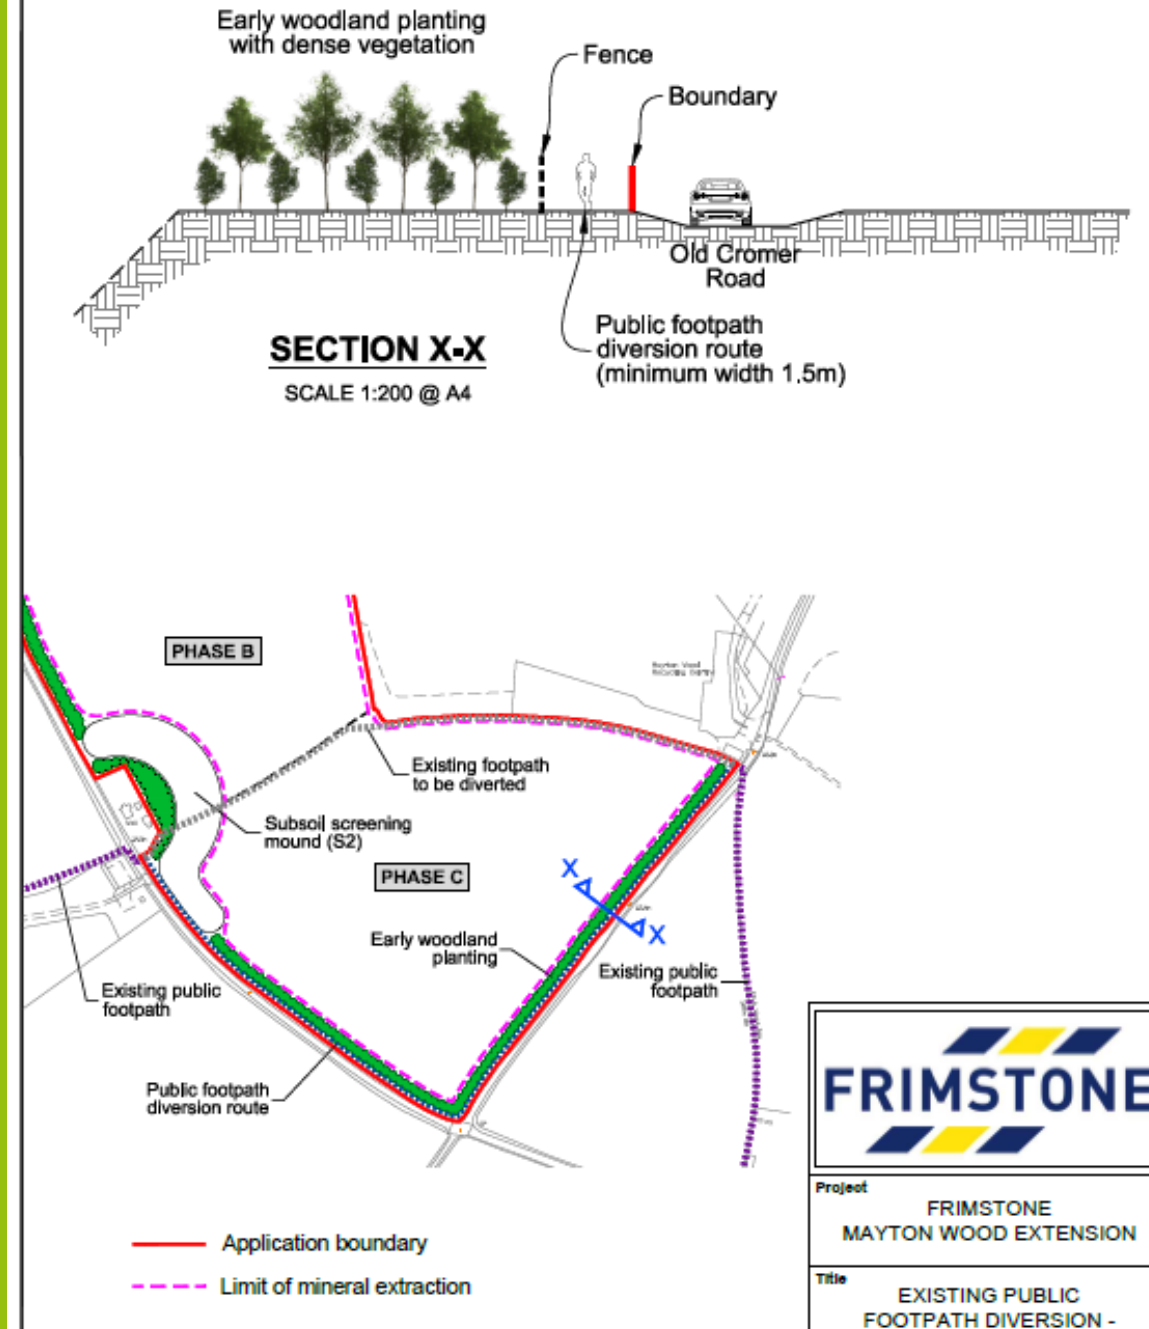 Early woodland planting
with dense vegetation
Fence
Boundary
Old Cromer
Road
Public footpath
diversion route
(minimum width 1.5m)
SECTION X-X
SCALE 1:200 @ A4
PHASE B
Existing footpath
to be diverted
Subsoil screening
mound (S2)
PHASE C
X
X
Early woodland
planting
Existing public
footpath
Existing public
footpath
Public footpath
diversion route
Application boundary
Limit of mineral extraction
FRIMSTONE
Project
FRIMSTONE
MAYTON WOOD EXTENSION
Title
EXISTING PUBLIC
FOOTPATH DIVERSION -